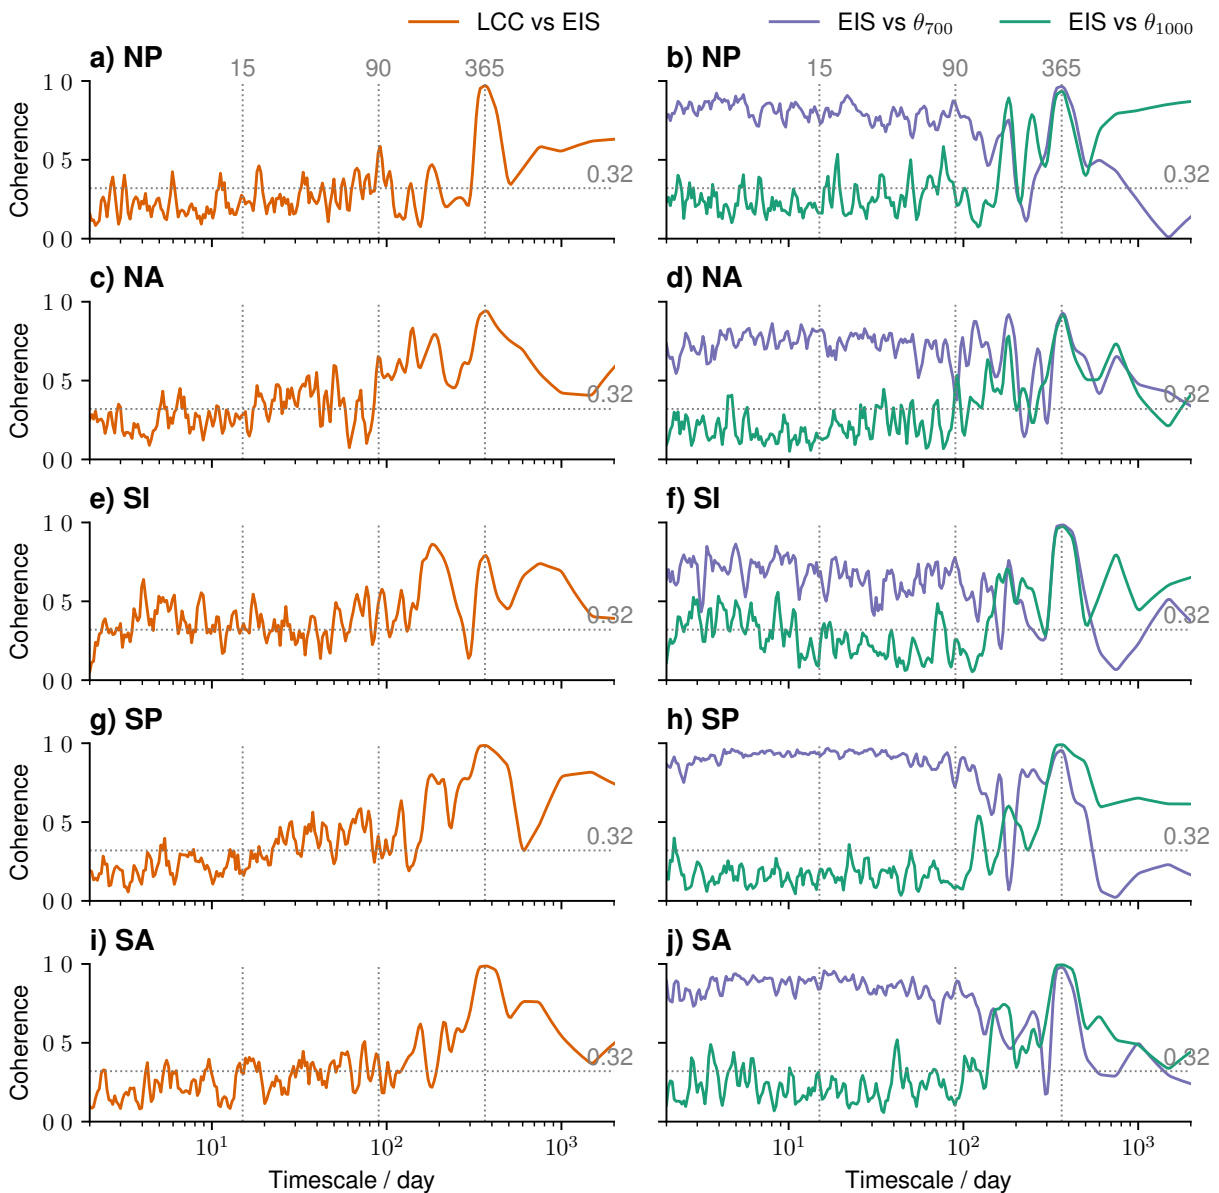 LCC vs EIS
EIS vs θ700
EIS vs θ1000
a) NP
15
90
365
1 0
0 5
0 0
Coherence
0.32
b) NP
15
90
365
0.32
c) NA
1 0
0 5
0 0
Coherence
0.32
d) NA
0.32
e) SI
1 0
0 5
0 0
Coherence
0.32
f) SI
0.32
g) SP
1 0
0 5
0 0
Coherence
0.32
h) SP
0.32
i) SA
1 0
0 5
0 0
Coherence
0.32
j) SA
0.32
10¹
10²
10³
Timescale / day
10¹
10²
10³
Timescale / day